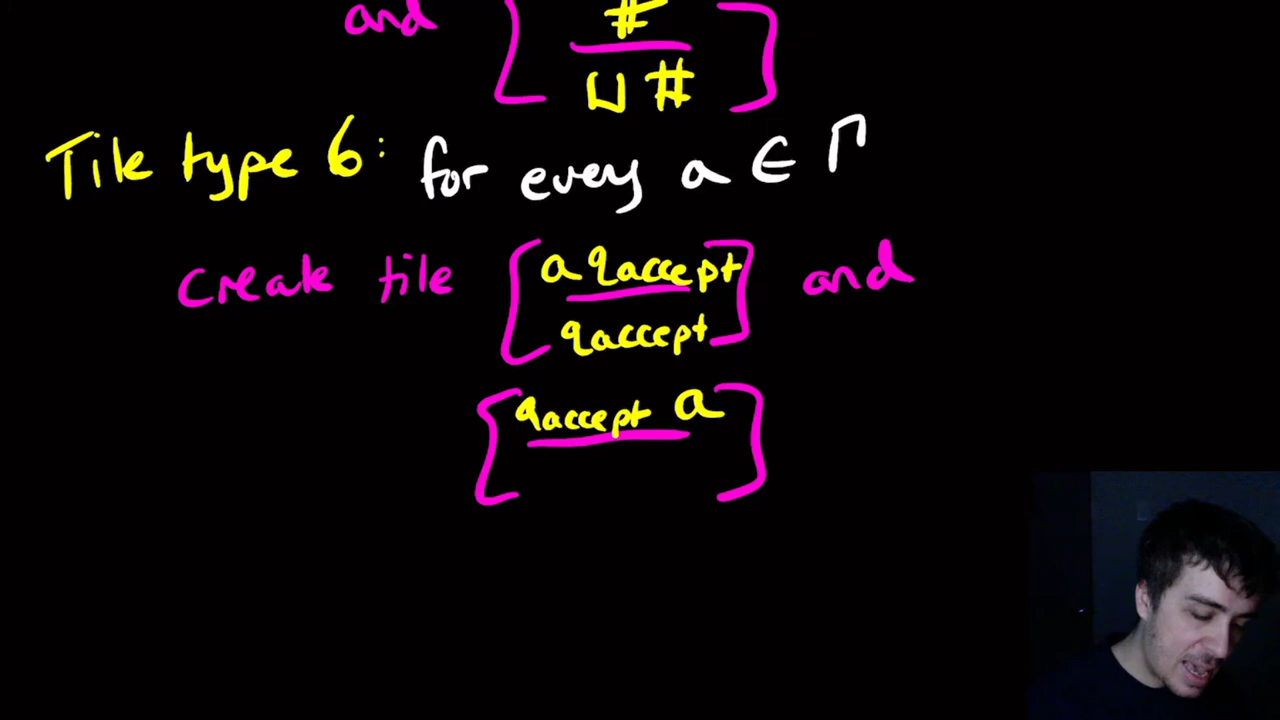 and [ # / ⊔ # ]
Tile type 6: for every a ∈ Γ
create tile [ a qaccept / qaccept ] and
[ qaccept a / ]